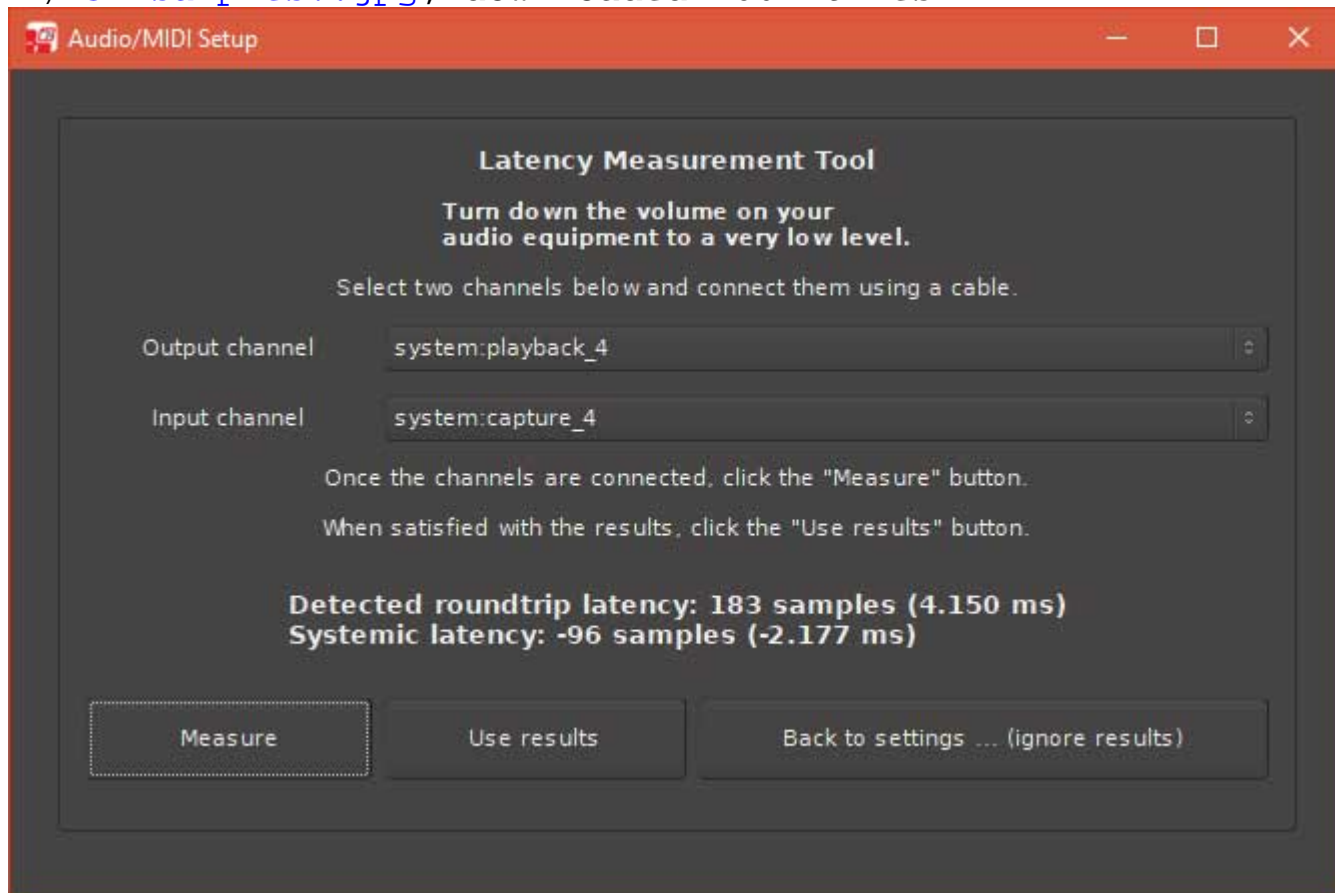 Audio/MIDI Setup
Latency Measurement Tool
Turn down the volume on your
audio equipment to a very low level.
Select two channels below and connect them using a cable.
Output channel system:playback_4
Input channel system:capture_4
Once the channels are connected, click the "Measure" button.
When satisfied with the results, click the "Use results" button.
Detected roundtrip latency: 183 samples (4.150 ms)
Systemic latency: -96 samples (-2.177 ms)
Measure Use results Back to settings ... (ignore results)